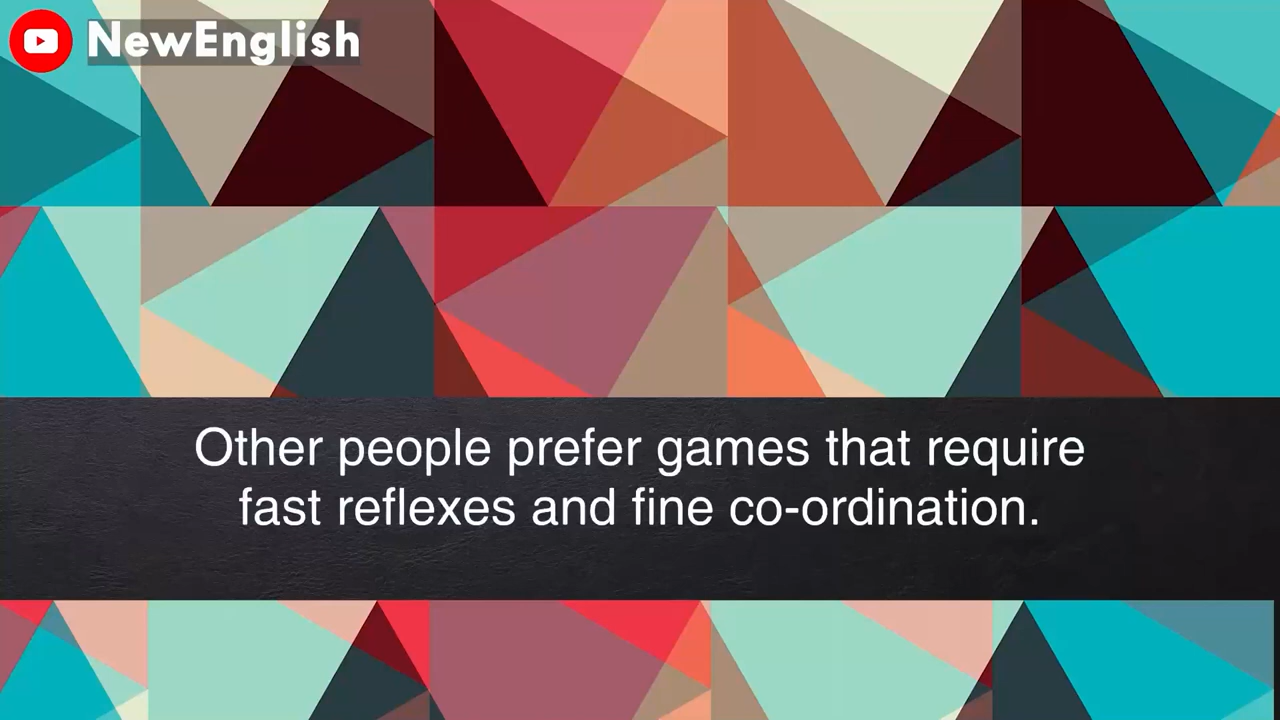 NewEnglish
Other people prefer games that require
fast reflexes and fine co-ordination.